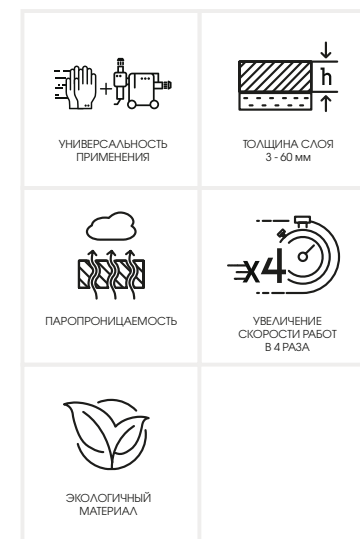 УНИВЕРСАЛЬНОСТЬ
ПРИМЕНЕНИЯ
h
ТОЛЩИНА СЛОЯ
3 - 60 мм
ПАРОПРОНИЦАЕМОСТЬ
x4
УВЕЛИЧЕНИЕ
СКОРОСТИ РАБОТ
В 4 РАЗА
ЭКОЛОГИЧНЫЙ
МАТЕРИАЛ